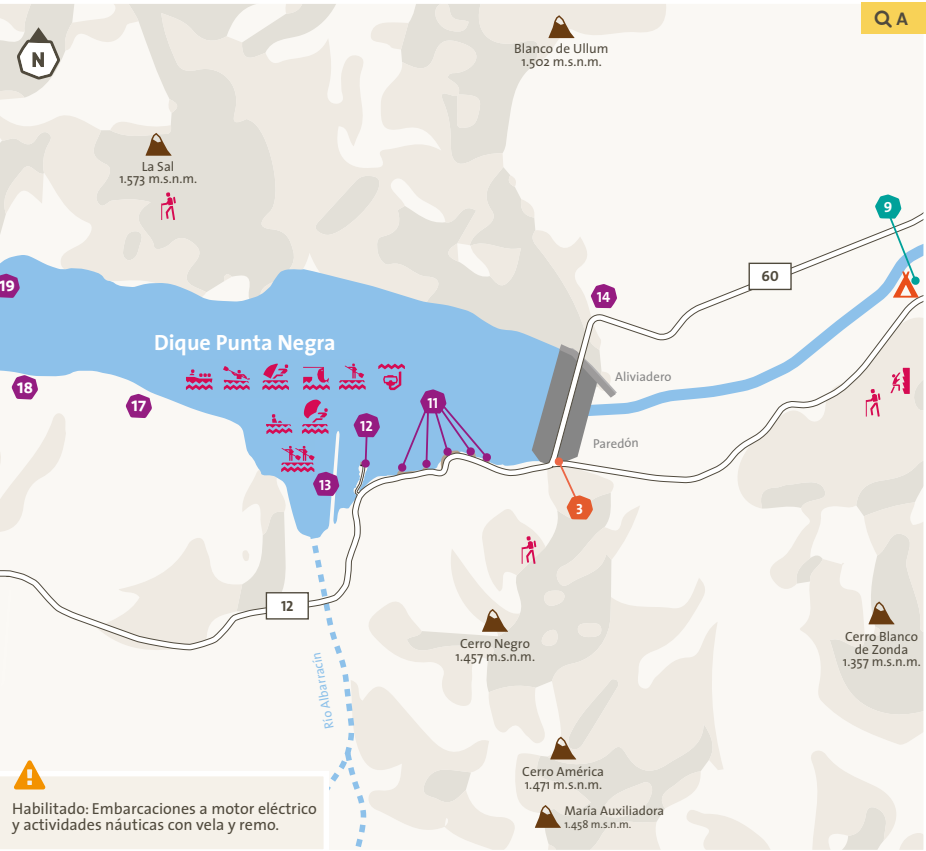 A
N
Blanco de Ullum
1.502 m.s.n.m.
La Sal
1.573 m.s.n.m.
9
19
60
14
Dique Punta Negra
Aliviadero
18
17
11
12
Paredón
13
3
12
Cerro Negro
1.457 m.s.n.m.
Cerro Blanco
de Zonda
1.357 m.s.n.m.
Río Albarracín
Cerro América
1.471 m.s.n.m.
María Auxiliadora
1.458 m.s.n.m.
Habilitado: Embarcaciones a motor eléctrico
y actividades náuticas con vela y remo.